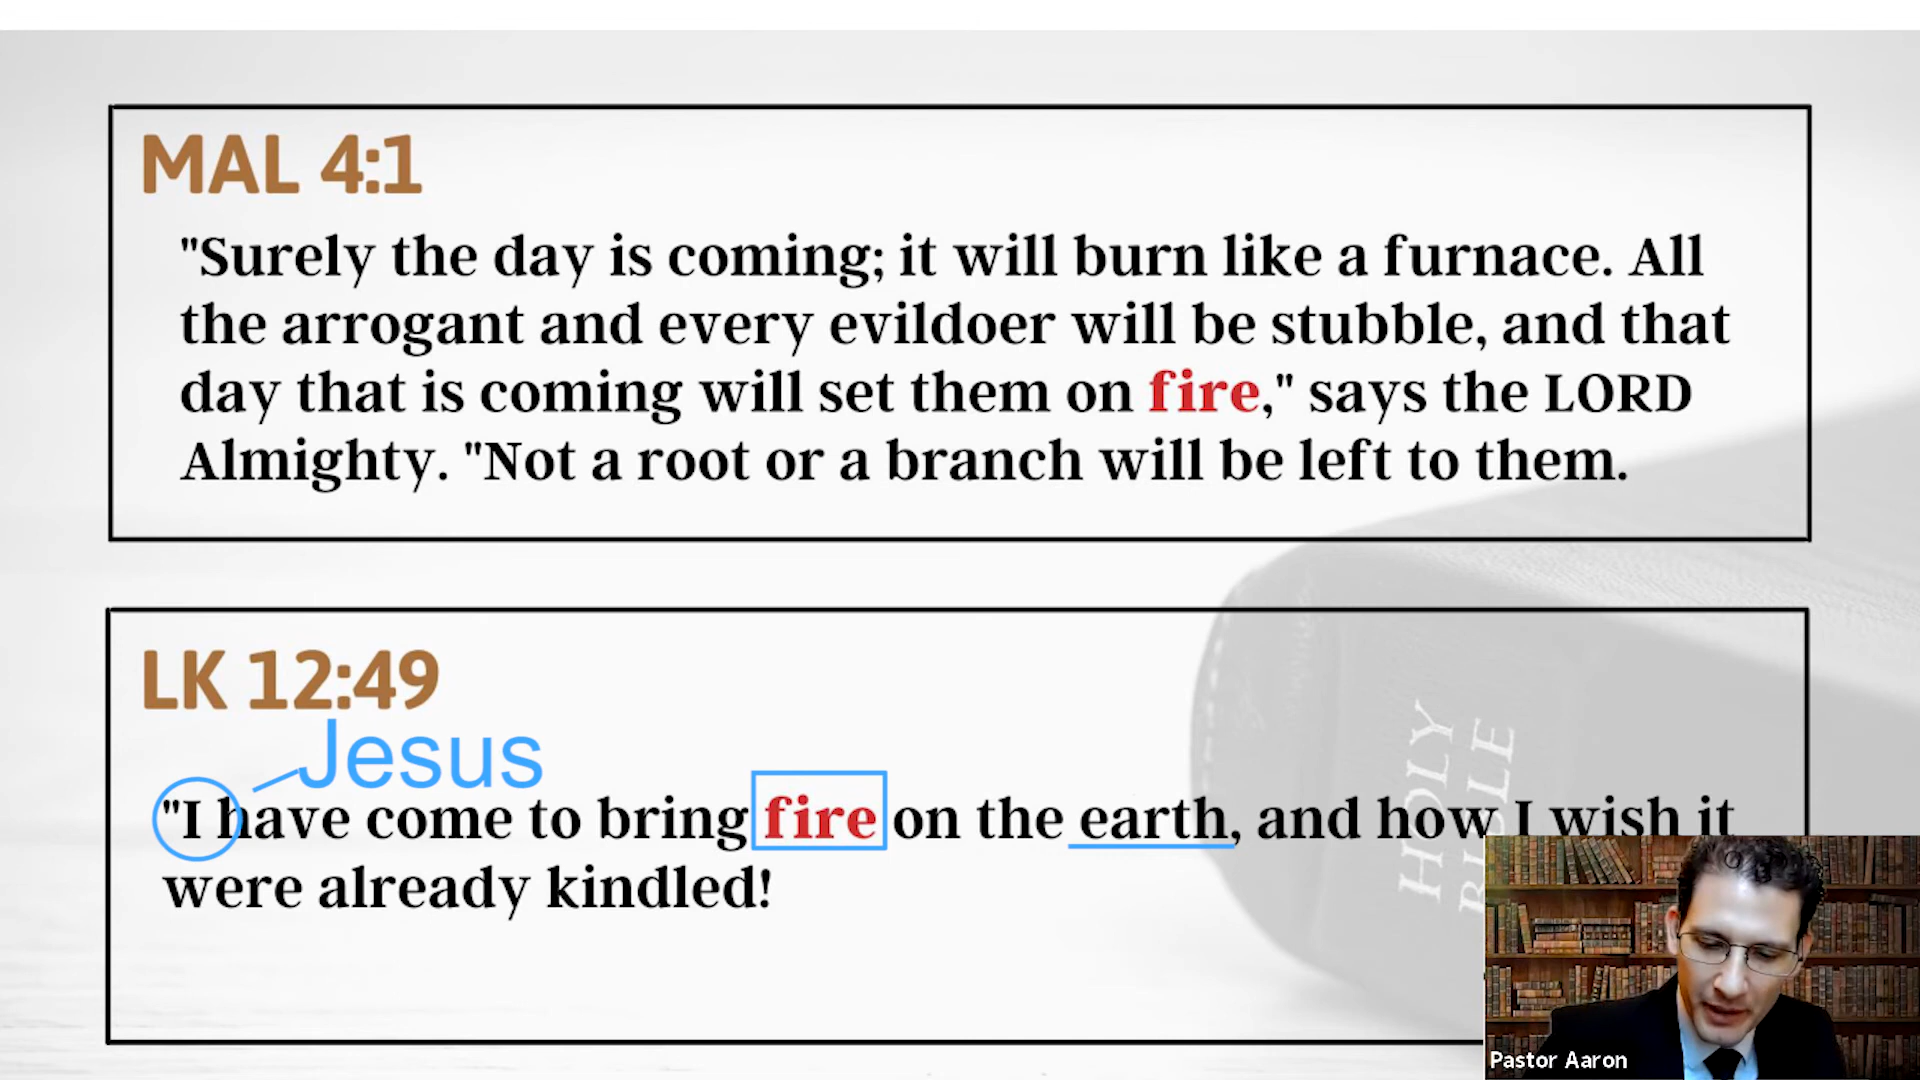 MAL 4:1
"Surely the day is coming; it will burn like a furnace. All
the arrogant and every evildoer will be stubble, and that
day that is coming will set them on fire," says the LORD
Almighty. "Not a root or a branch will be left to them.
LK 12:49
Jesus
"I have come to bring fire on the earth, and how I wish it
were already kindled!
HOLY
BIBLE
Pastor Aaron